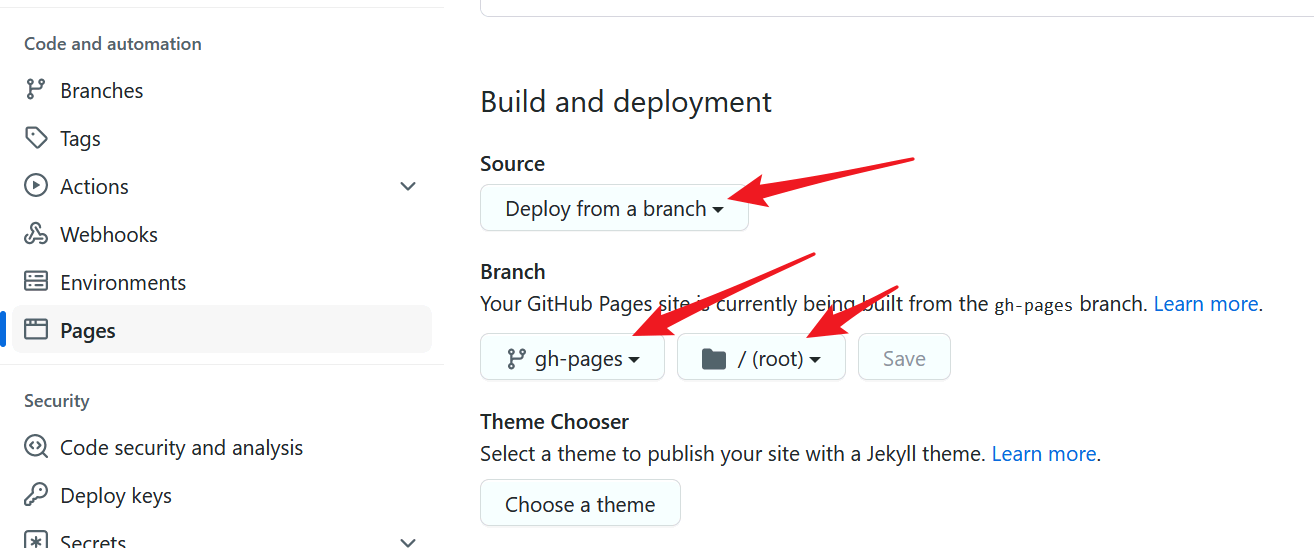 Code and automation
Branches
Tags
Actions
Webhooks
Environments
Pages
Security
Code security and analysis
Deploy keys
Secrets
Build and deployment
Source
Deploy from a branch
Branch
Your GitHub Pages site is currently being built from the gh-pages branch. Learn more.
gh-pages
/ (root)
Save
Theme Chooser
Select a theme to publish your site with a Jekyll theme. Learn more.
Choose a theme